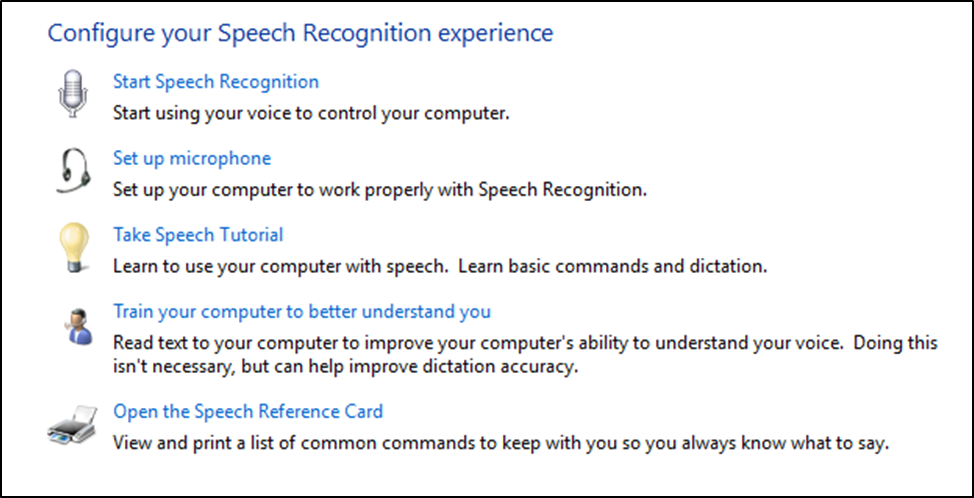 Configure your Speech Recognition experience
Start Speech Recognition
Start using your voice to control your computer.
Set up microphone
Set up your computer to work properly with Speech Recognition.
Take Speech Tutorial
Learn to use your computer with speech.  Learn basic commands and dictation.
Train your computer to better understand you
Read text to your computer to improve your computer's ability to understand your voice.  Doing this
isn't necessary, but can help improve dictation accuracy.
Open the Speech Reference Card
View and print a list of common commands to keep with you so you always know what to say.